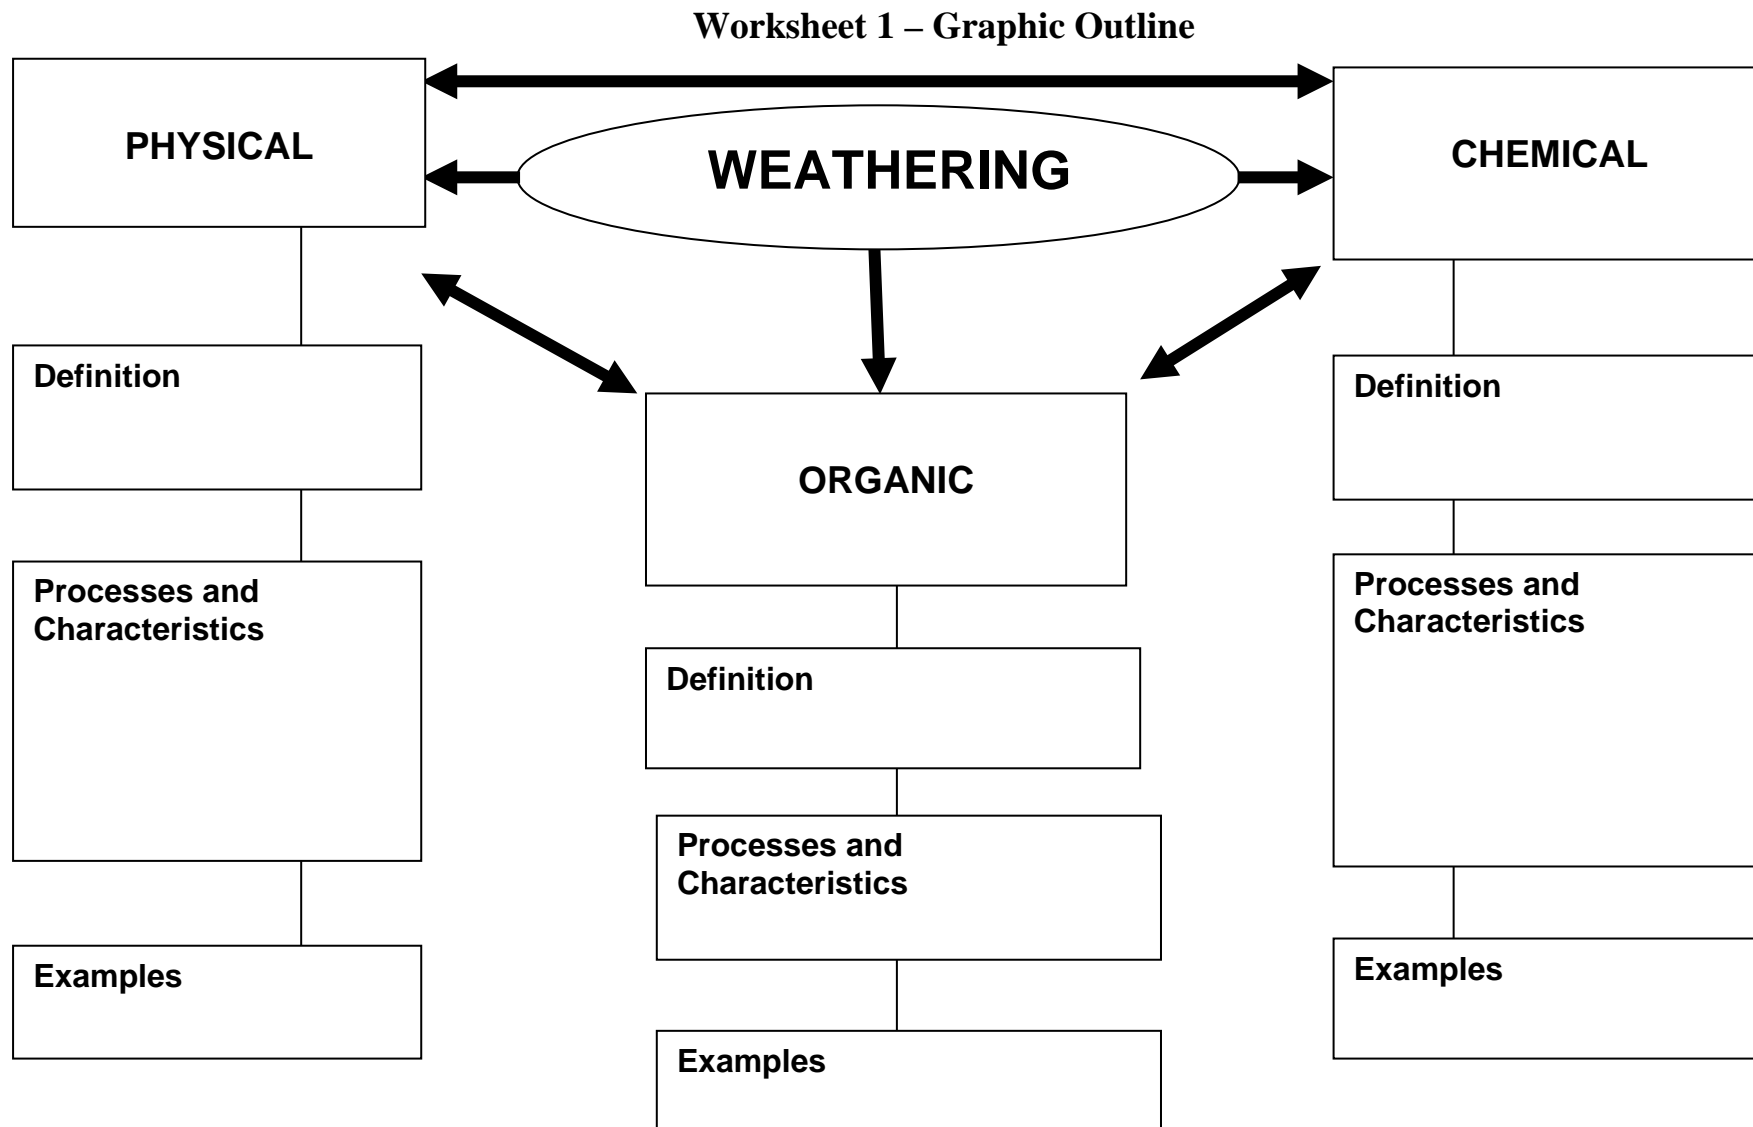 Worksheet 1 – Graphic Outline
PHYSICAL
WEATHERING
CHEMICAL
Definition
Processes and
Characteristics
Examples
ORGANIC
Definition
Processes and
Characteristics
Examples
Definition
Processes and
Characteristics
Examples